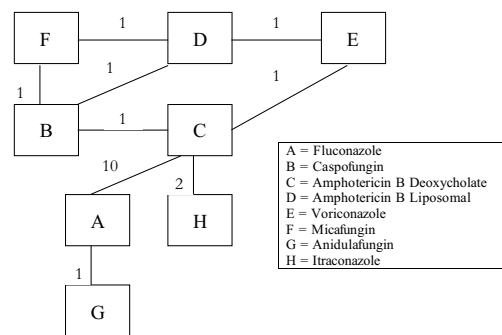 1 1
F D E
1 1 1
B 1 C
10 2
A H
1
G
A = Fluconazole
B = Caspofungin
C = Amphotericin B Deoxycholate
D = Amphotericin B Liposomal
E = Voriconazole
F = Micafungin
G = Anidulafungin
H = Itraconazole